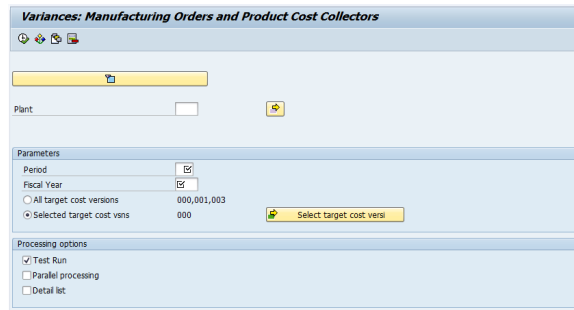 Variances: Manufacturing Orders and Product Cost Collectors
Plant
Parameters
Period
Fiscal Year
All target cost versions 000,001,003
Selected target cost vsns 000 Select target cost versi
Processing options
Test Run
Parallel processing
Detail list